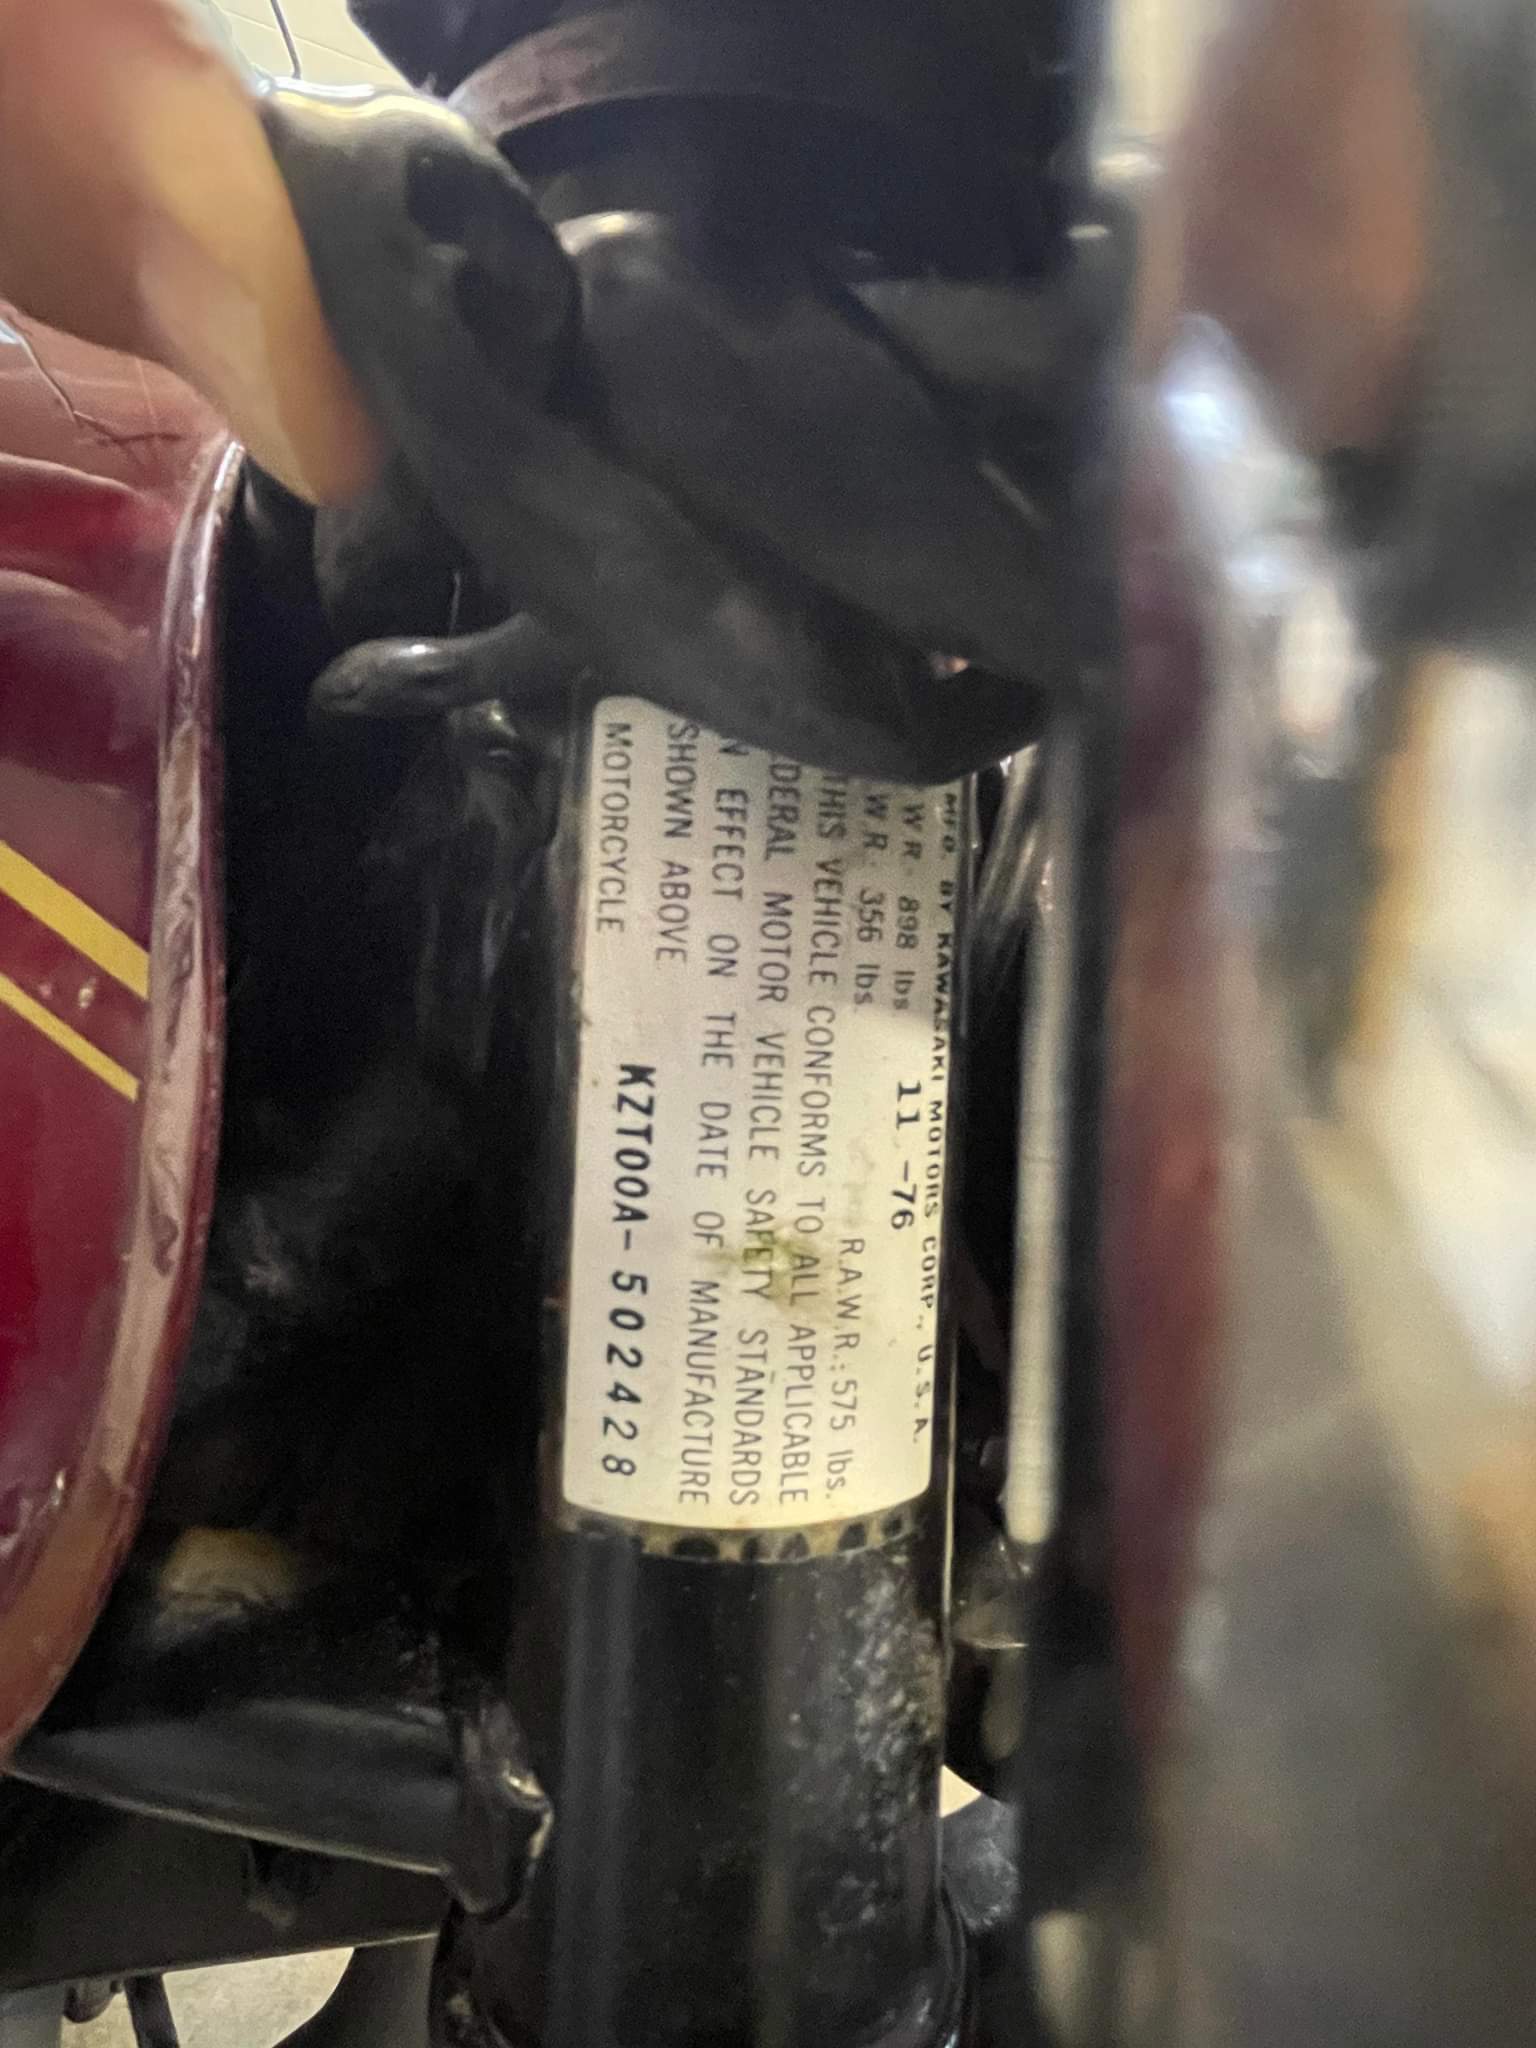 MFD. BY KAWASAKI MOTORS CORP., U.S.A.
W R - 898 lbs 11 -76
W R - 356 lbs. R.A.W.R.: 575 lbs.
THIS VEHICLE CONFORMS TO ALL APPLICABLE
DERAL MOTOR VEHICLE SAFETY STANDARDS
N EFFECT ON THE DATE OF MANUFACTURE
SHOWN ABOVE
MOTORCYCLE KZT00A-502428